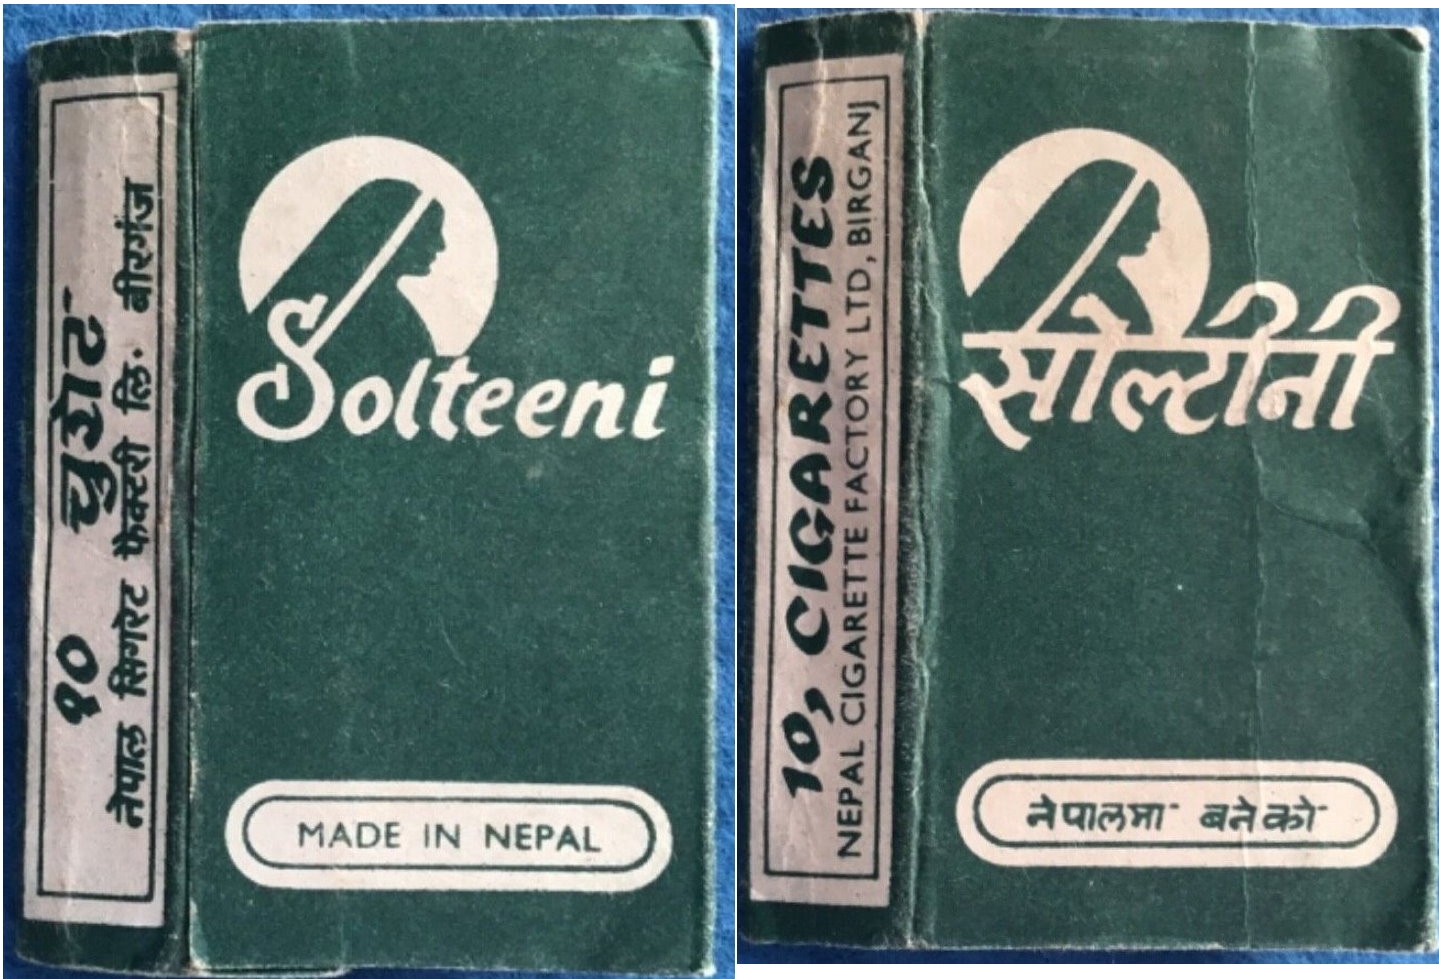 १० चुरोट
नेपाल सिगरेट फेक्टरी लि. बीरगंज
Solteeni
MADE IN NEPAL
10, CIGARETTES
NEPAL CIGARETTE FACTORY LTD, BIRGANJ
सोल्टीनी
नेपालमा बनेको